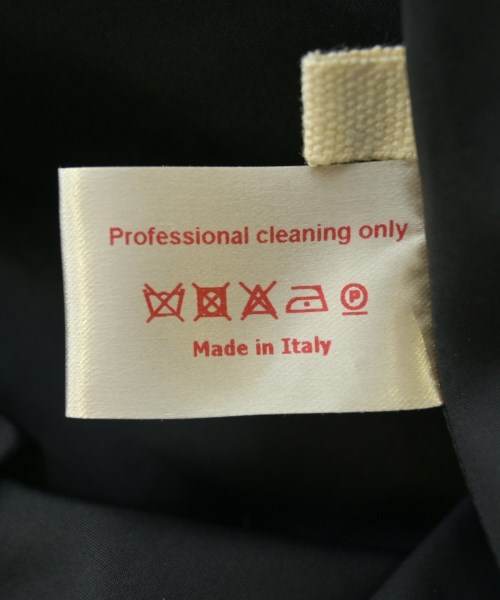 Professional cleaning only
P
Made in Italy